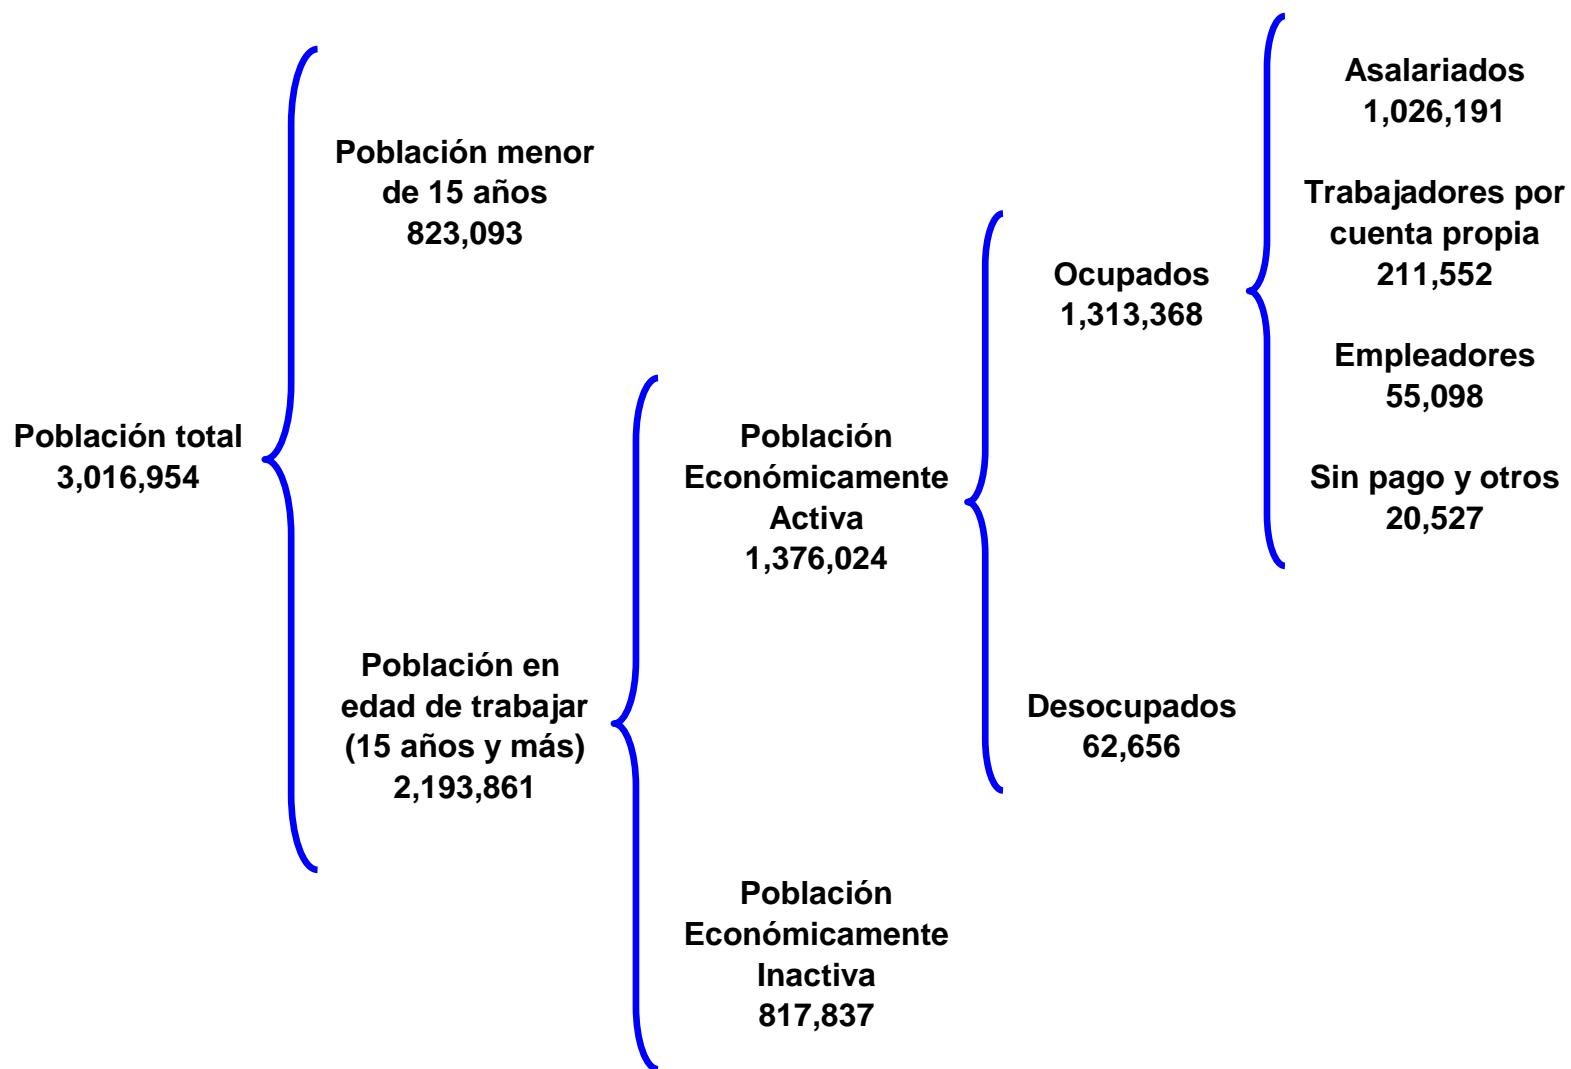 Población total
3,016,954
Población menor
de 15 años
823,093
Población en
edad de trabajar
(15 años y más)
2,193,861
Población
Económicamente
Activa
1,376,024
Población
Económicamente
Inactiva
817,837
Ocupados
1,313,368
Desocupados
62,656
Asalariados
1,026,191
Trabajadores por
cuenta propia
211,552
Empleadores
55,098
Sin pago y otros
20,527